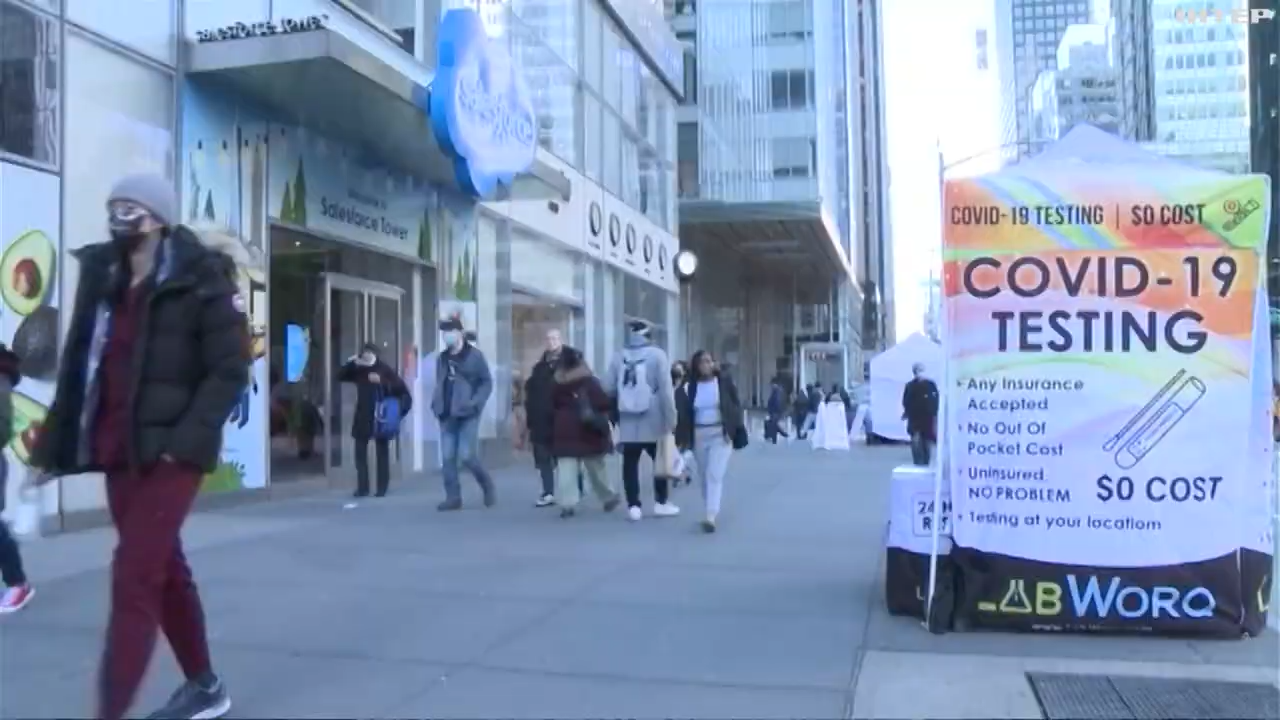 salesforce tower
ІНТЕР
Salesforce Tower
COVID-19 TESTING | $0 COST
COVID-19
TESTING
Any Insurance
Accepted
No Out Of
Pocket Cost
Uninsured
NO PROBLEM
$0 COST
Testing at your location
LABWORQ